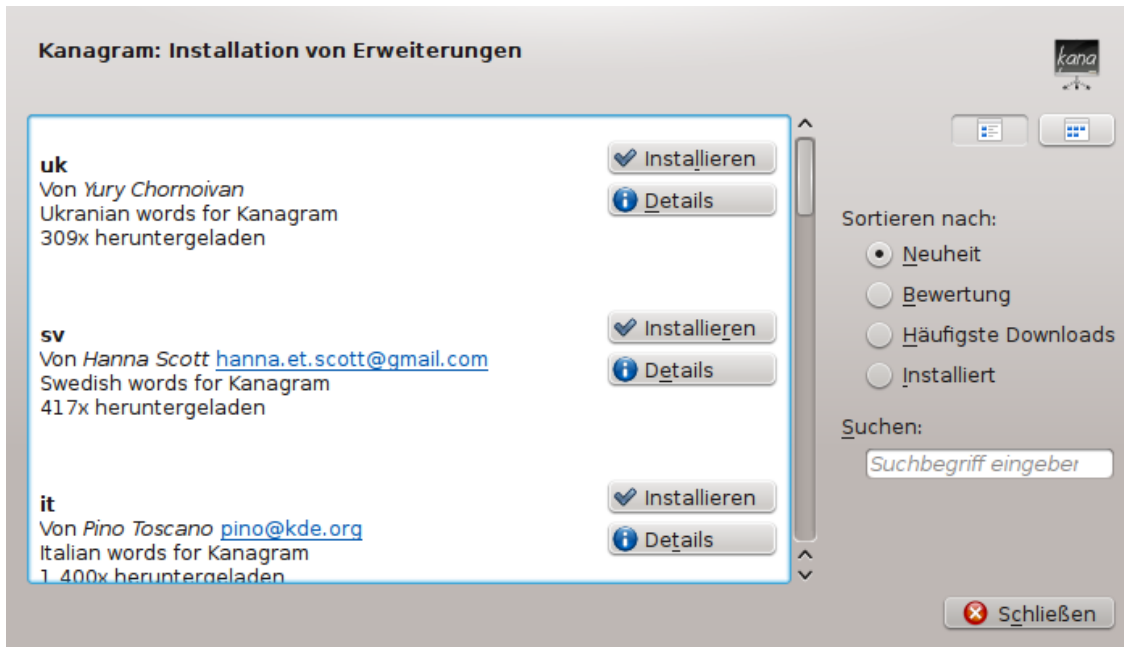 Kanagram: Installation von Erweiterungen
kana
uk
Von Yury Chornoivan
Ukranian words for Kanagram
309x heruntergeladen
Installieren
Details
sv
Von Hanna Scott hanna.et.scott@gmail.com
Swedish words for Kanagram
417x heruntergeladen
Installieren
Details
it
Von Pino Toscano pino@kde.org
Italian words for Kanagram
1 400x heruntergeladen
Installieren
Details
Sortieren nach:
Neuheit
Bewertung
Häufigste Downloads
Installiert
Suchen:
Suchbegriff eingeben
Schließen